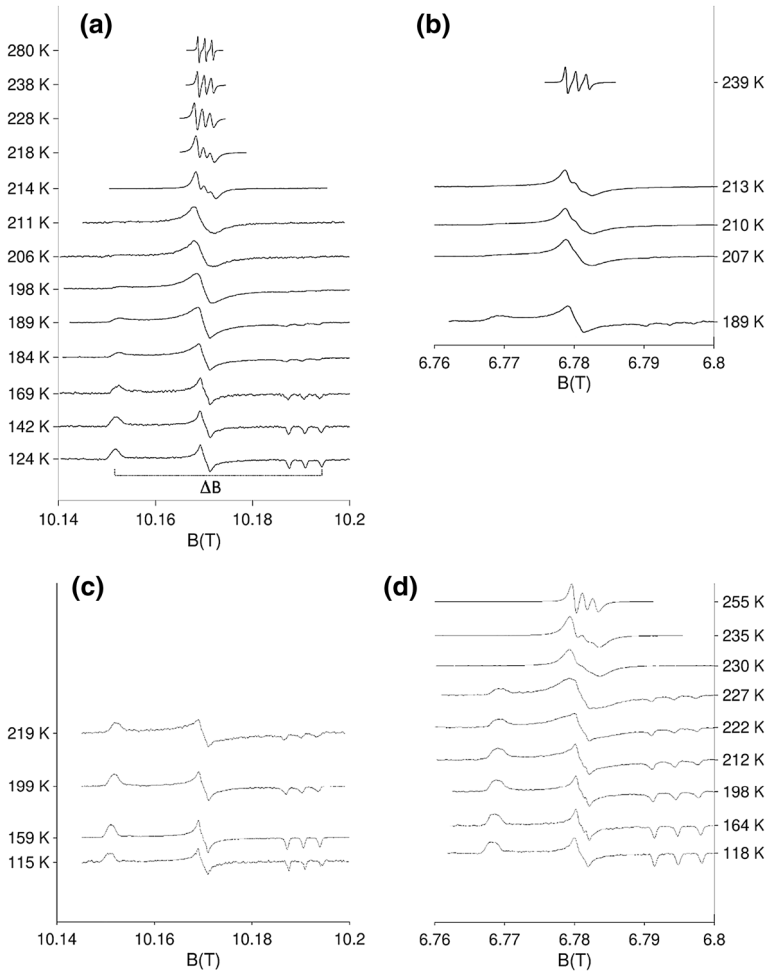 (a)
280 K
238 K
228 K
218 K
214 K
211 K
206 K
198 K
189 K
184 K
169 K
142 K
124 K
ΔB
10.14 10.16 10.18 10.2
B(T)
(b)
239 K
213 K
210 K
207 K
189 K
6.76 6.77 6.78 6.79 6.8
B(T)
(c)
219 K
199 K
159 K
115 K
10.14 10.16 10.18 10.2
B(T)
(d)
255 K
235 K
230 K
227 K
222 K
212 K
198 K
164 K
118 K
6.76 6.77 6.78 6.79 6.8
B(T)